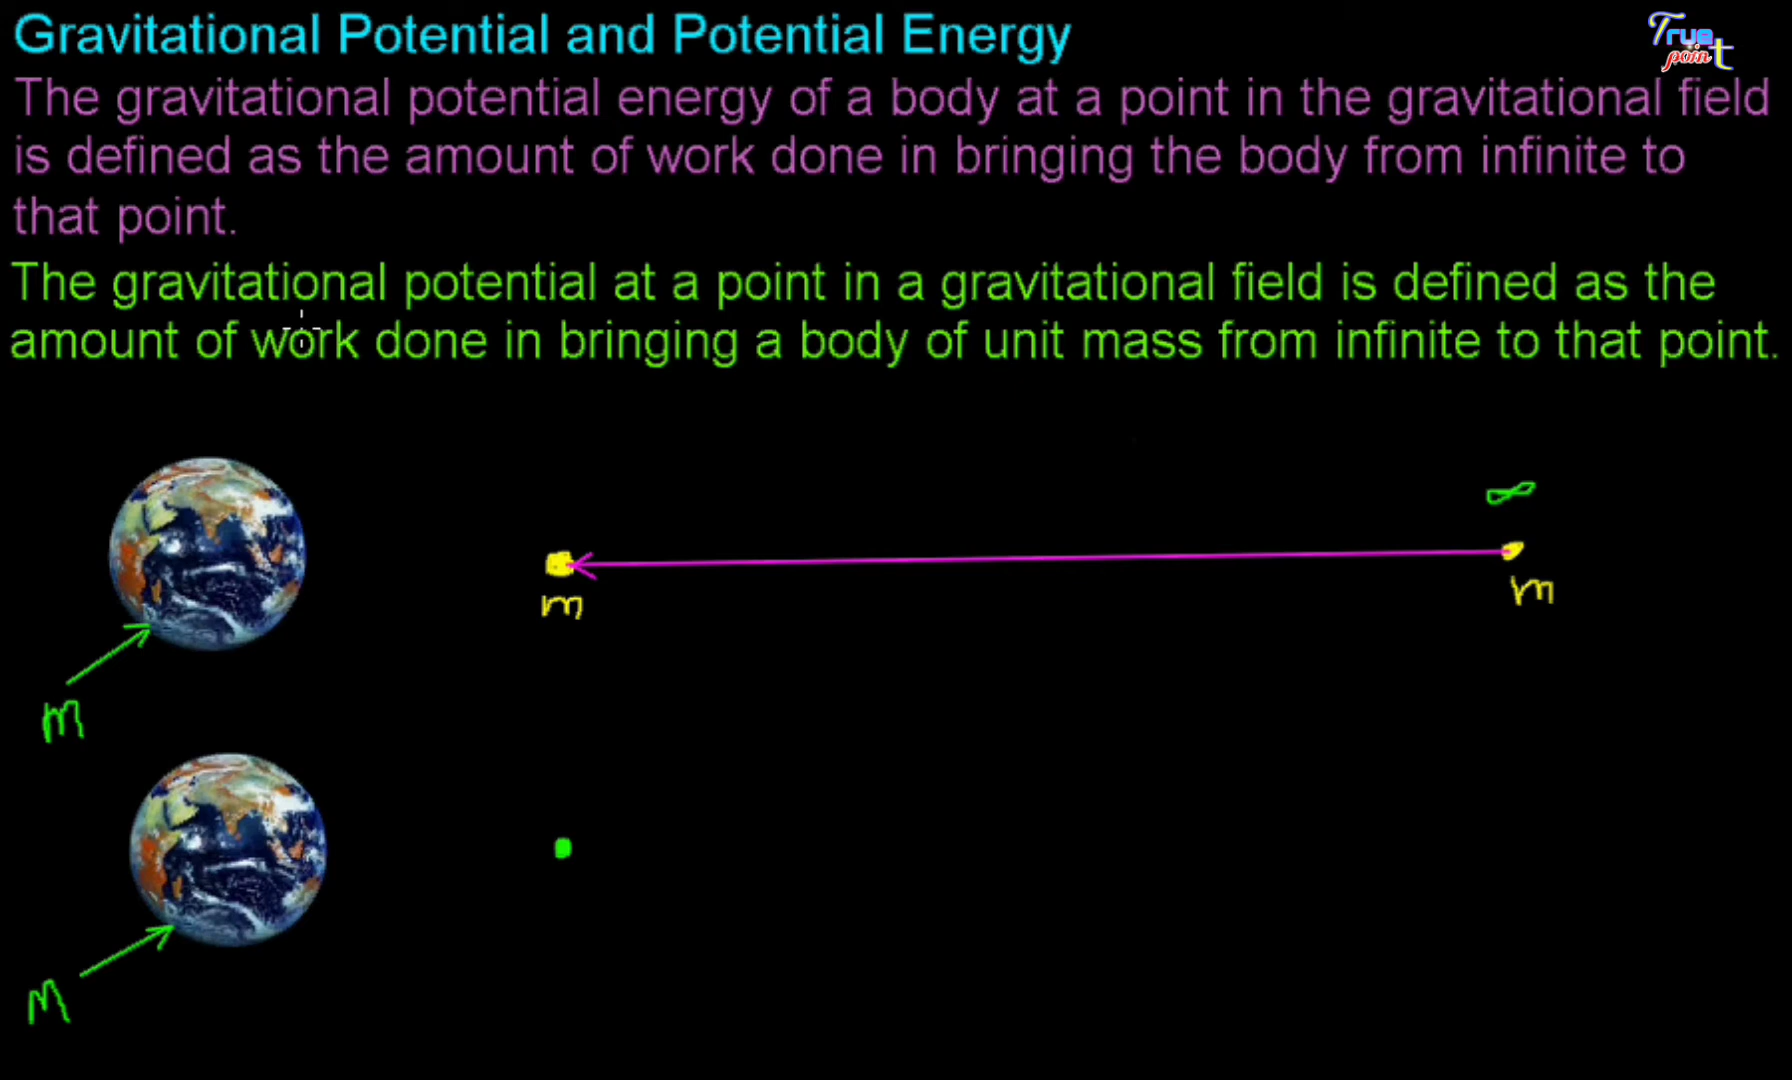 Gravitational Potential and Potential Energy
True
point
The gravitational potential energy of a body at a point in the gravitational field
is defined as the amount of work done in bringing the body from infinite to
that point.
The gravitational potential at a point in a gravitational field is defined as the
amount of work done in bringing a body of unit mass from infinite to that point.
∞
m
m
M
M